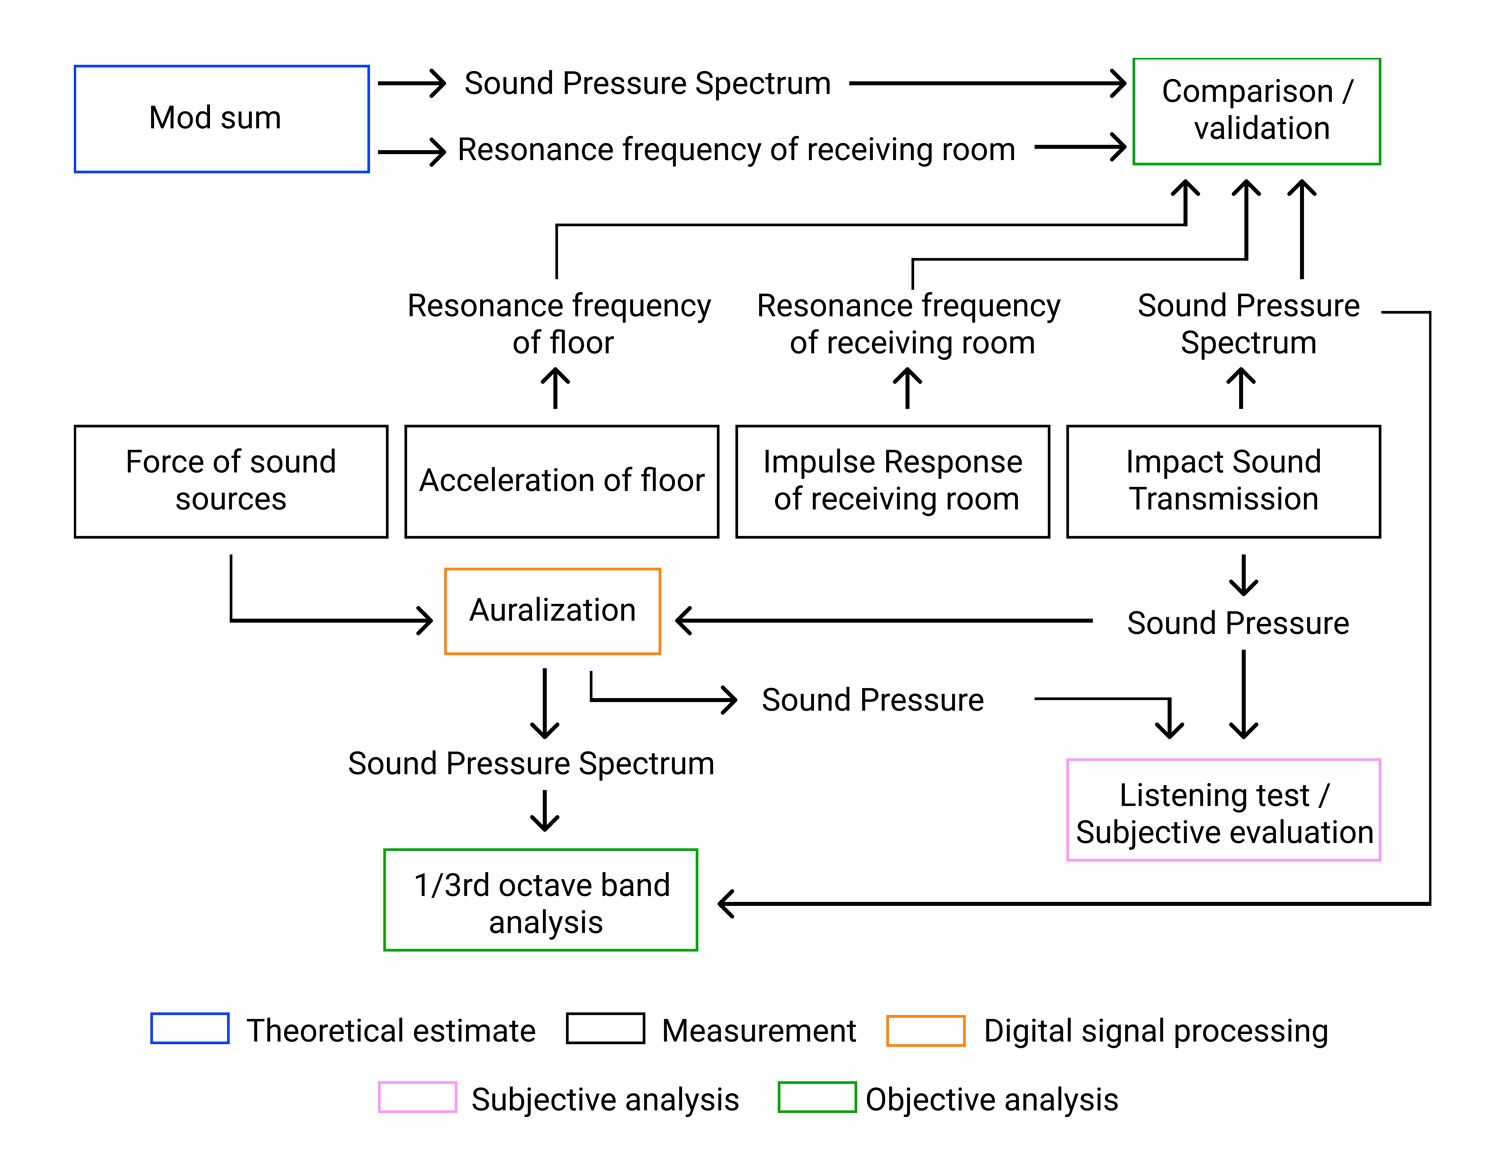 Mod sum
Sound Pressure Spectrum
Resonance frequency of receiving room
Comparison /
validation
Resonance frequency
of floor
Resonance frequency
of receiving room
Sound Pressure
Spectrum
Force of sound
sources
Acceleration of floor
Impulse Response
of receiving room
Impact Sound
Transmission
Auralization
Sound Pressure
Sound Pressure
Sound Pressure Spectrum
Listening test /
Subjective evaluation
1/3rd octave band
analysis
Theoretical estimate
Measurement
Digital signal processing
Subjective analysis
Objective analysis